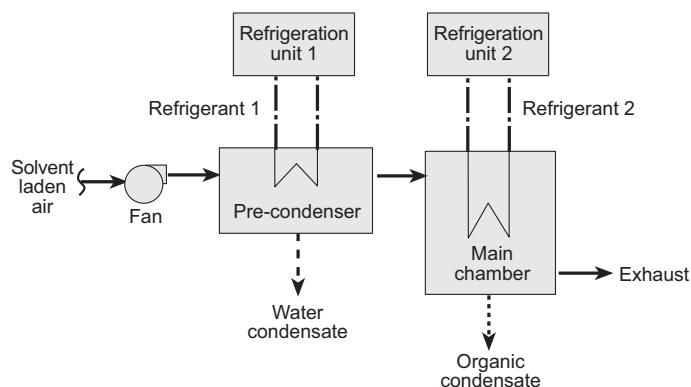 Refrigeration
unit 1
Refrigeration
unit 2
Refrigerant 1
Refrigerant 2
Solvent
laden
air
Fan
Pre-condenser
Main
chamber
Exhaust
Water
condensate
Organic
condensate